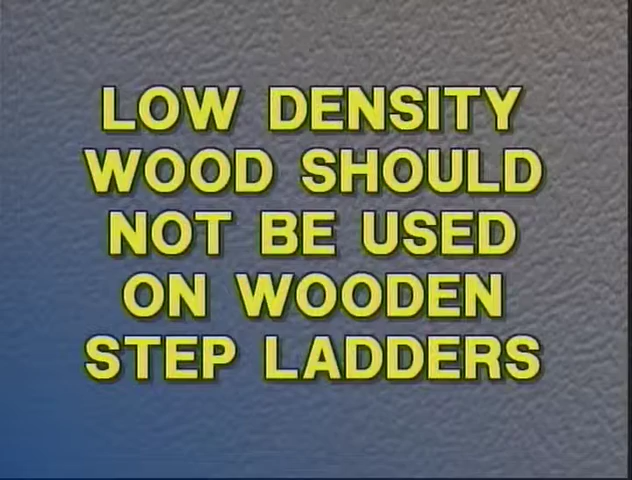 LOW DENSITY
WOOD SHOULD
NOT BE USED
ON WOODEN
STEP LADDERS